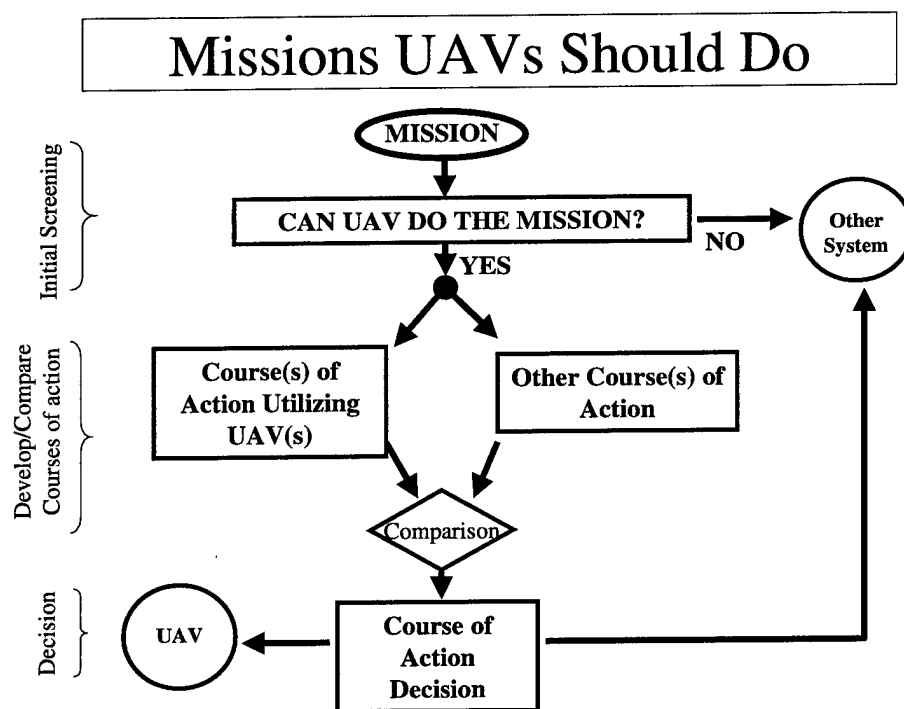 Missions UAVs Should Do
MISSION
Initial Screening
CAN UAV DO THE MISSION?
NO
Other
System
YES
Develop/Compare
Courses of action
Course(s) of
Action Utilizing
UAV(s)
Other Course(s) of
Action
Comparison
Decision
UAV
Course of
Action
Decision